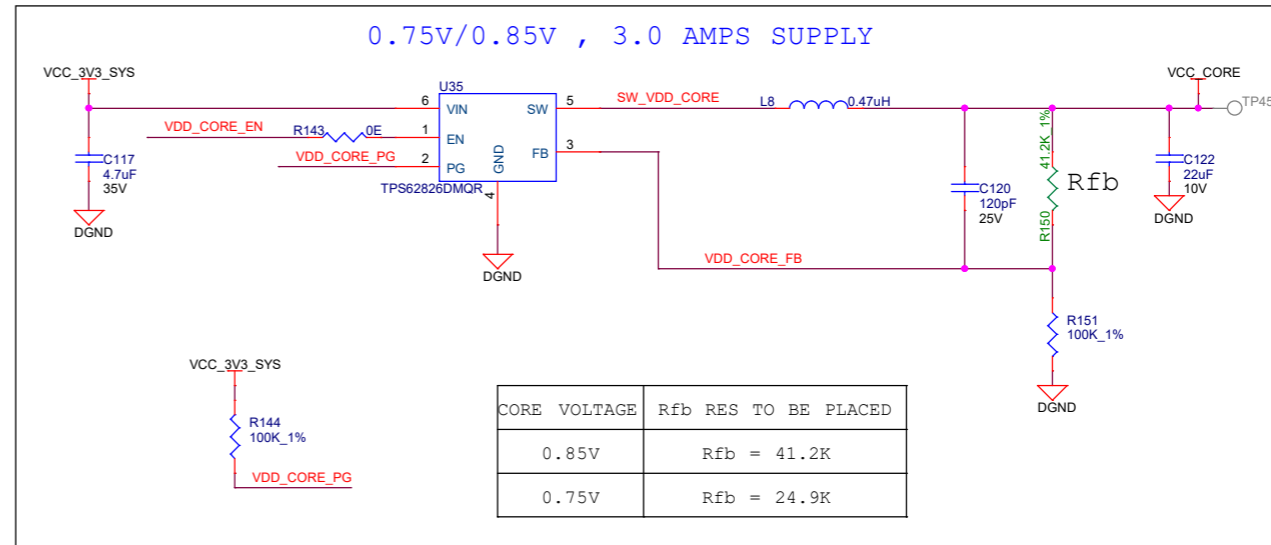 0.75V/0.85V , 3.0 AMPS SUPPLY
VCC_3V3_SYS
VCC_CORE
U35
6 VIN SW 5
SW_VDD_CORE
L8 0.47uH
TP45
VDD_CORE_EN
R143 0E
1 EN
FB 3
VDD_CORE_PG
2 PG
GND
4
TPS62826DMQR
C117
4.7uF
35V
DGND
DGND
C120
120pF
25V
41.2K_1%
R150
Rfb
C122
22uF
10V
DGND
VDD_CORE_FB
R151
100K_1%
DGND
VCC_3V3_SYS
R144
100K_1%
VDD_CORE_PG
CORE VOLTAGE Rfb RES TO BE PLACED
0.85V Rfb = 41.2K
0.75V Rfb = 24.9K